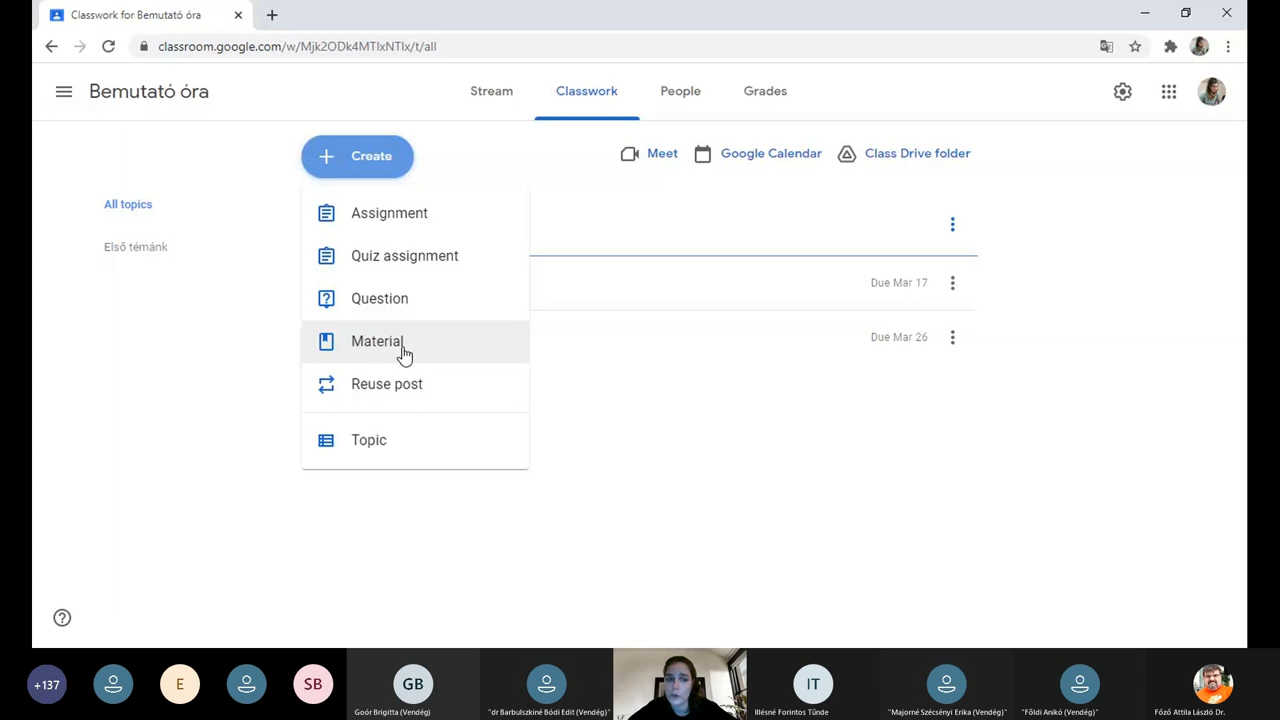 Classwork for Bemutató óra
classroom.google.com/w/Mjk2ODk4MTIxNTIx/t/all
Bemutató óra
Stream
Classwork
People
Grades
Create
Meet
Google Calendar
Class Drive folder
All topics
Első témánk
Assignment
Quiz assignment
Question
Material
Reuse post
Topic
Due Mar 17
Due Mar 26
+137
E
SB
GB
IT
Goór Brigitta (Vendég)
"dr Barbulszkiné Bódi Edit (Vendég)"
Illésné Forintos Tünde
"Majorné Szécsényi Erika (Vendég)"
"Földi Anikó (Vendég)"
Főző Attila László Dr.